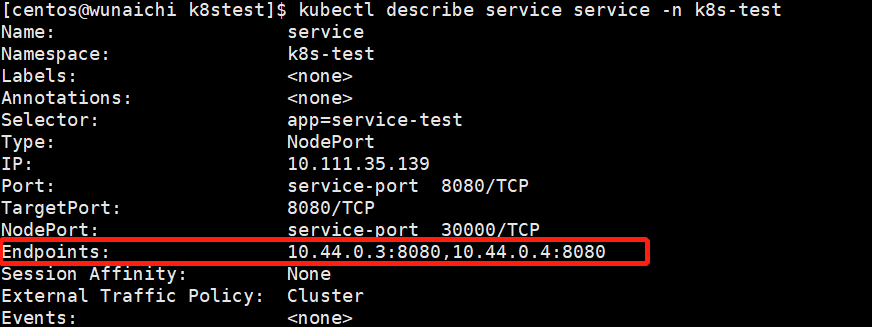 [centos@wunaichi k8stest]$ kubectl describe service service -n k8s-test
Name: service
Namespace: k8s-test
Labels: <none>
Annotations: <none>
Selector: app=service-test
Type: NodePort
IP: 10.111.35.139
Port: service-port 8080/TCP
TargetPort: 8080/TCP
NodePort: service-port 30000/TCP
Endpoints: 10.44.0.3:8080,10.44.0.4:8080
Session Affinity: None
External Traffic Policy: Cluster
Events: <none>